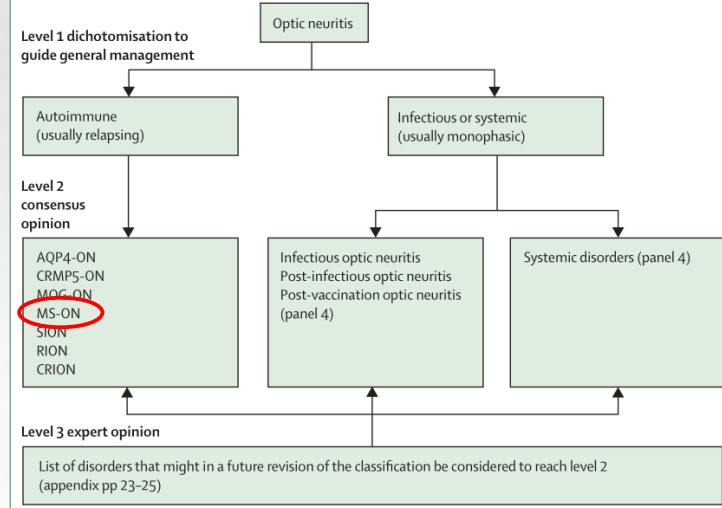 Optic neuritis
Level 1 dichotomisation to
guide general management
Autoimmune
(usually relapsing)
Infectious or systemic
(usually monophasic)
Level 2
consensus
opinion
AQP4-ON
CRMP5-ON
MOG-ON
MS-ON
SION
RION
CRION
Infectious optic neuritis
Post-infectious optic neuritis
Post-vaccination optic neuritis
(panel 4)
Systemic disorders (panel 4)
Level 3 expert opinion
List of disorders that might in a future revision of the classification be considered to reach level 2
(appendix pp 23–25)